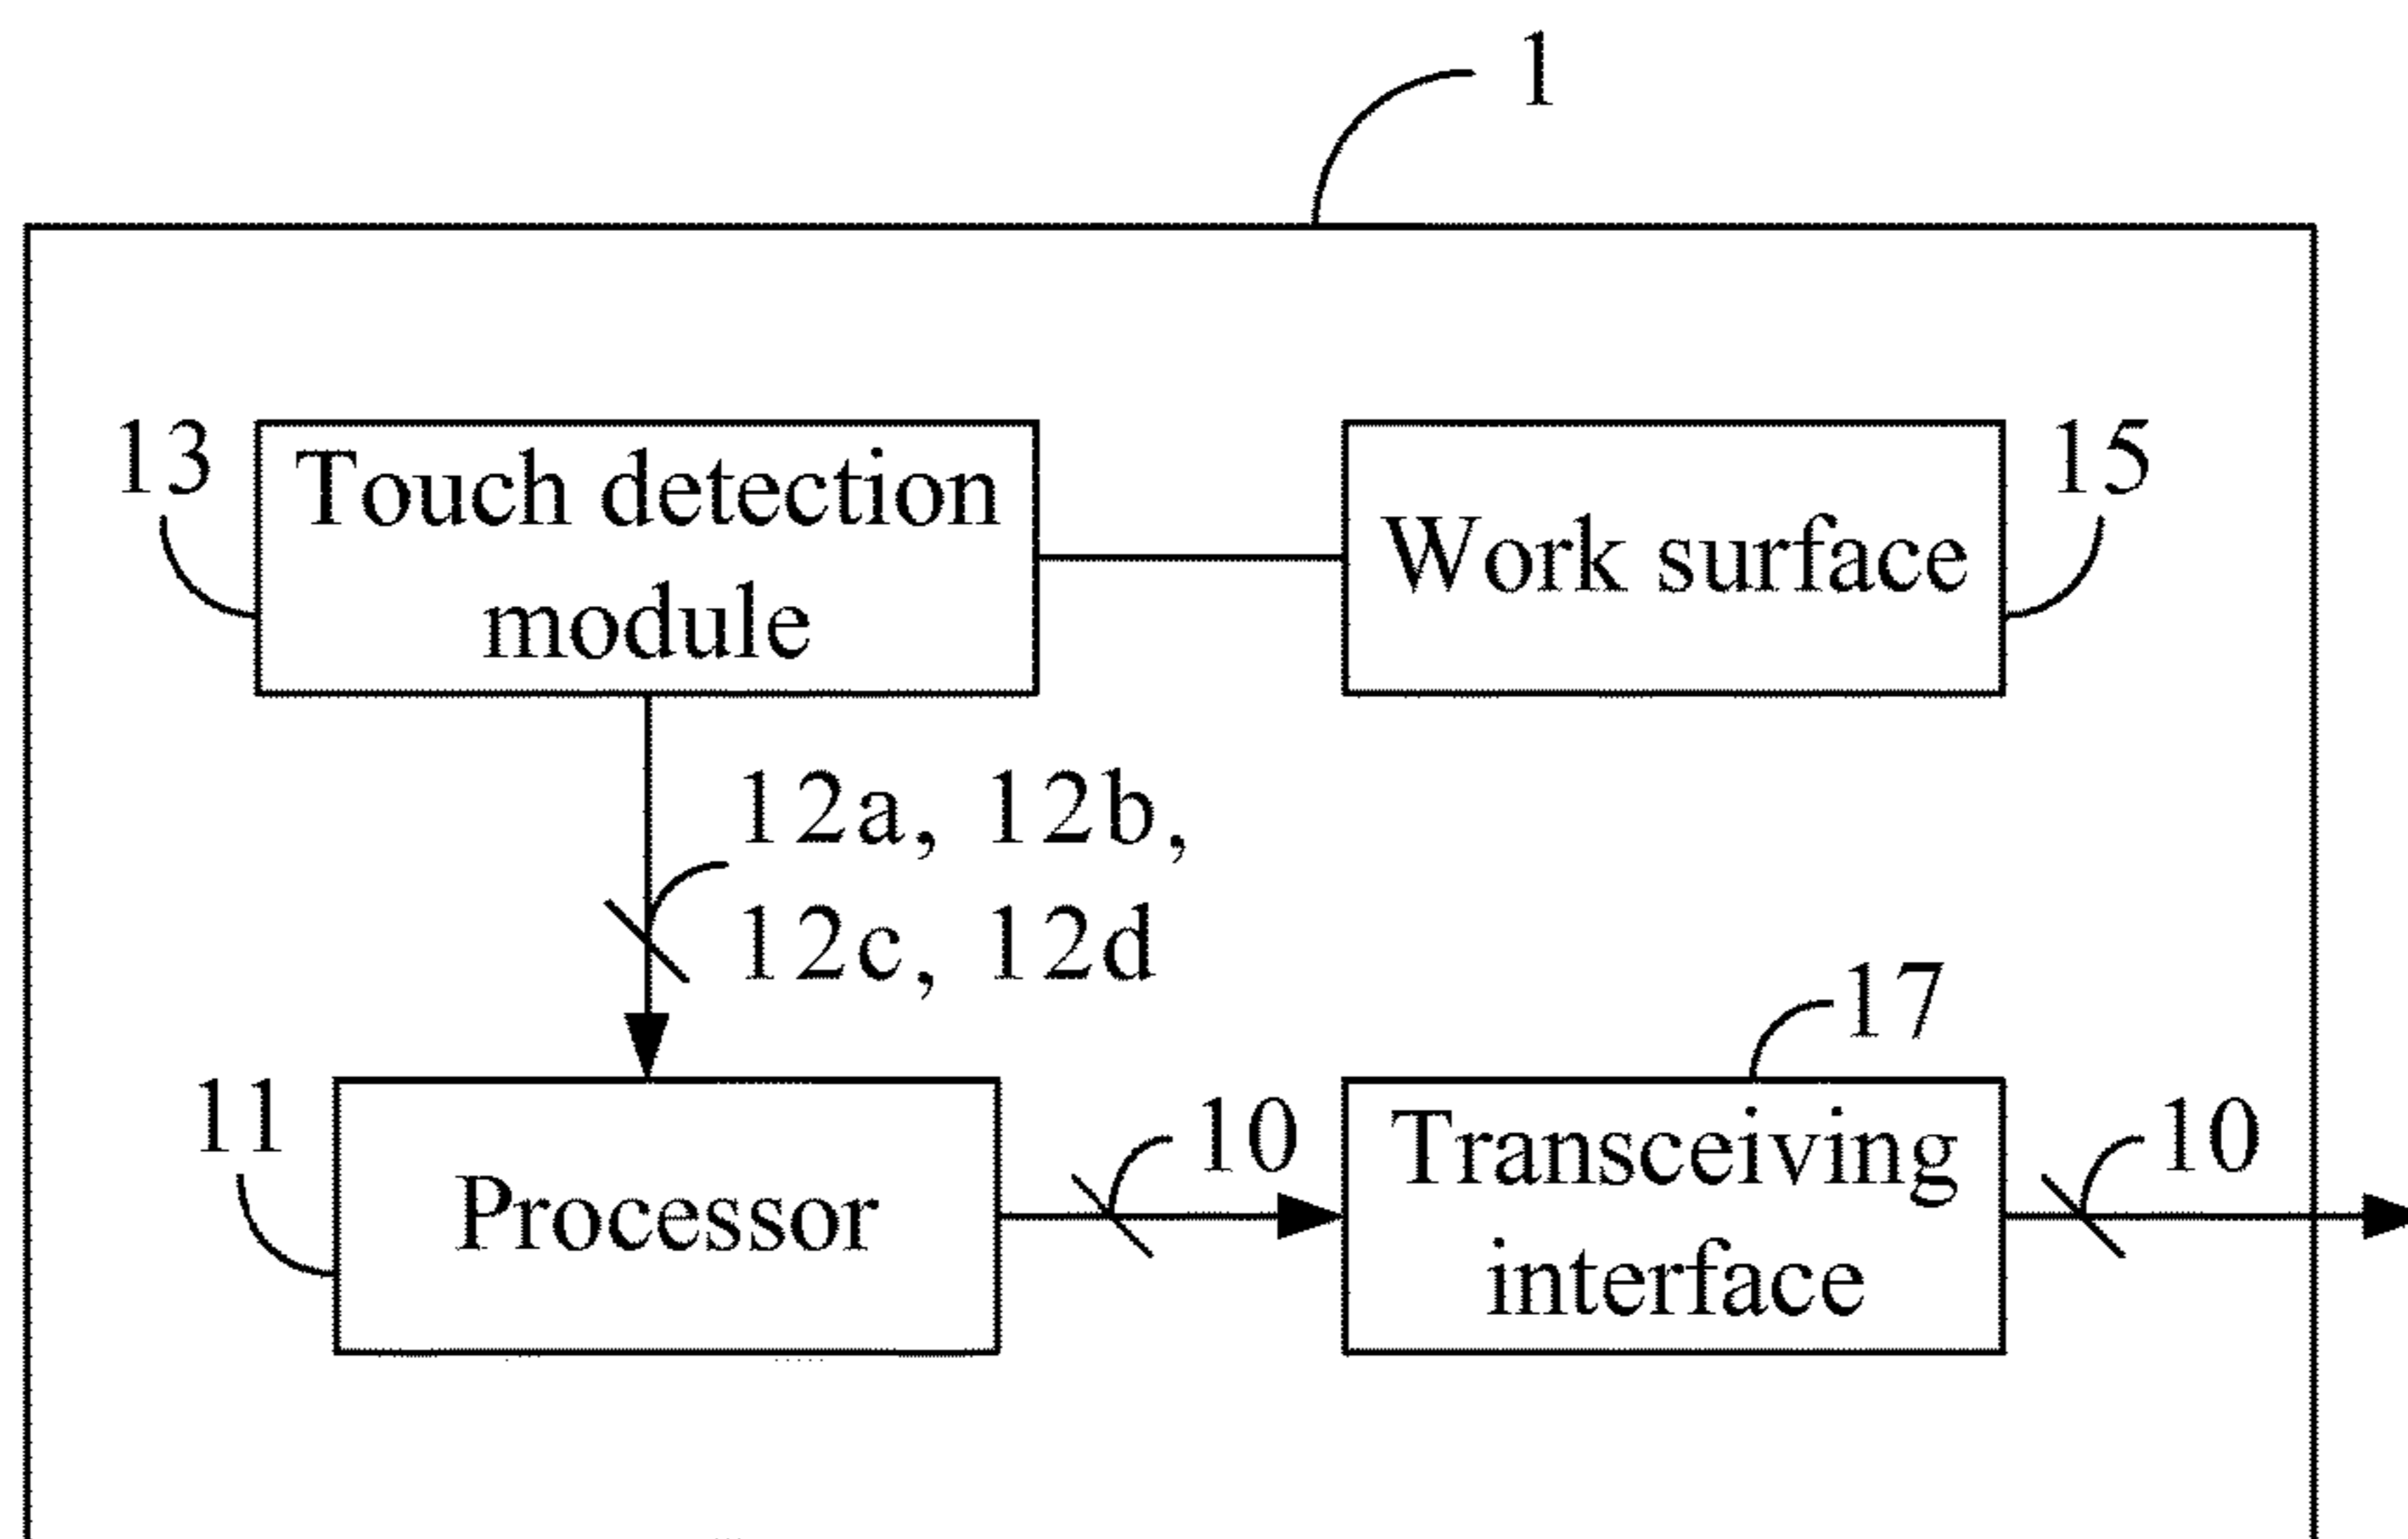 1
13
Touch detection
module
Work surface
15
12a, 12b,
12c, 12d
17
11
Processor
10
Transceiving
interface
10